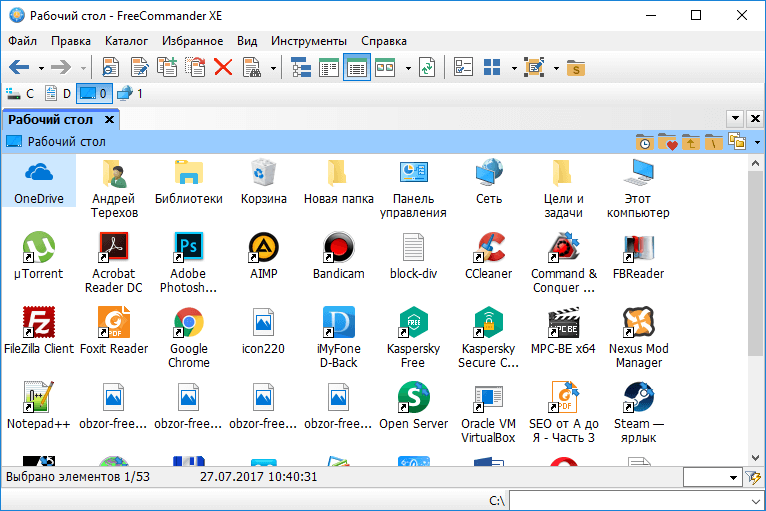 Рабочий стол - FreeCommander XE
Файл Правка Каталог Избранное Вид Инструменты Справка
S
C D 0 1
Рабочий стол
Рабочий стол
OneDrive
Андрей
Терехов
Библиотеки
Корзина
Новая папка
Панель
управления
Сеть
Цели и
задачи
Этот
компьютер
µTorrent
Acrobat
Reader DC
Adobe
Photosh...
AIMP
Bandicam
block-div
CCleaner
Command &
Conquer ...
FBReader
FileZilla Client
Foxit Reader
Google
Chrome
icon220
iMyFone
D-Back
Kaspersky
Free
Kaspersky
Secure C...
MPC-BE x64
Nexus Mod
Manager
Notepad++
obzor-free...
obzor-free...
obzor-free...
obzor-free...
Open Server
Oracle VM
VirtualBox
SEO от А до
Я - Часть 3
Steam —
ярлык
Выбрано элементов 1/53 27.07.2017 10:40:31
C:\